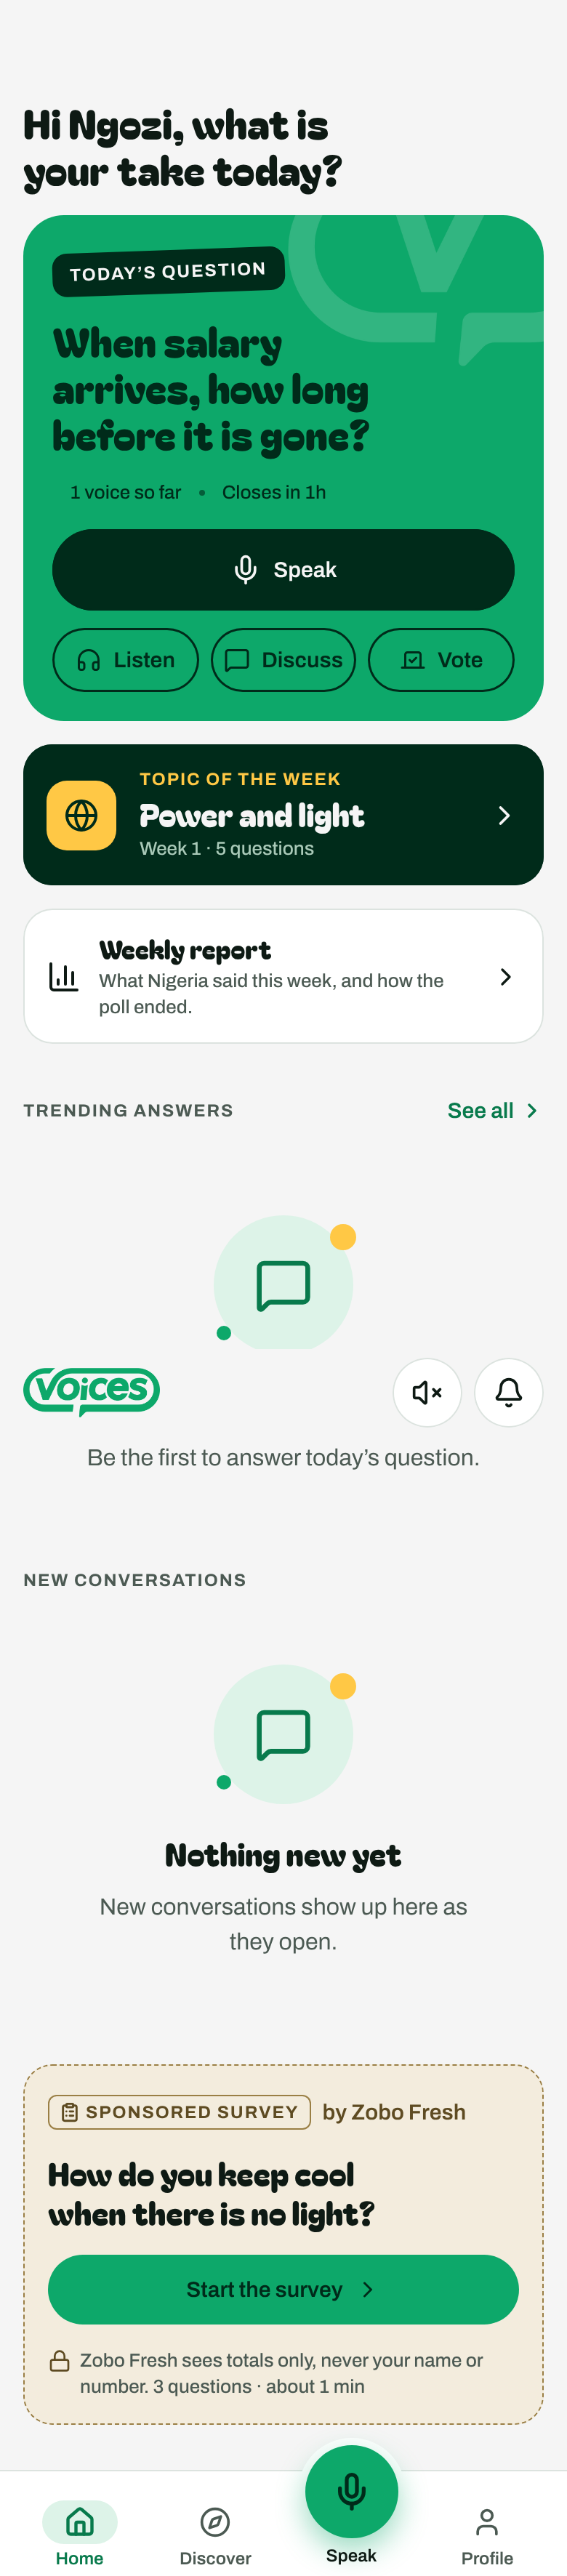 Hi Ngozi, what is
your take today?
TODAY’S QUESTION
When salary
arrives, how long
before it is gone?
1 voice so far • Closes in 1h
Speak
Listen
Discuss
Vote
TOPIC OF THE WEEK
Power and light
Week 1 · 5 questions
Weekly report
What Nigeria said this week, and how the
poll ended.
TRENDING ANSWERS
See all
voices
Be the first to answer today’s question.
NEW CONVERSATIONS
Nothing new yet
New conversations show up here as
they open.
SPONSORED SURVEY by Zobo Fresh
How do you keep cool
when there is no light?
Start the survey
Zobo Fresh sees totals only, never your name or
number. 3 questions · about 1 min
Home
Discover
Speak
Profile